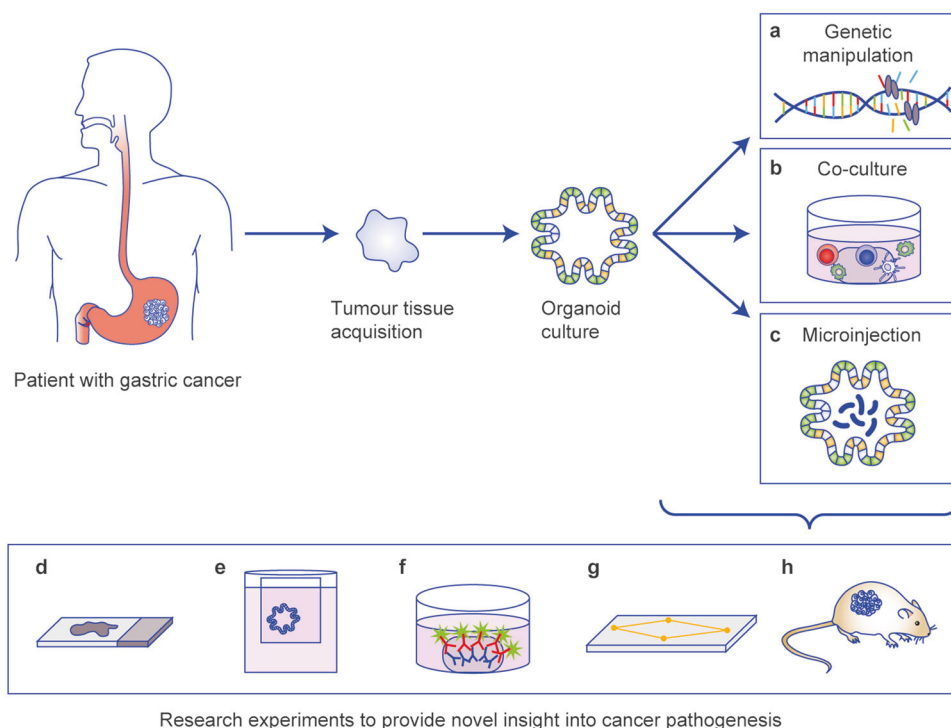 a Genetic
manipulation
b Co-culture
c Microinjection
Tumour tissue
acquisition
Organoid
culture
Patient with gastric cancer
d e f g h
Research experiments to provide novel insight into cancer pathogenesis